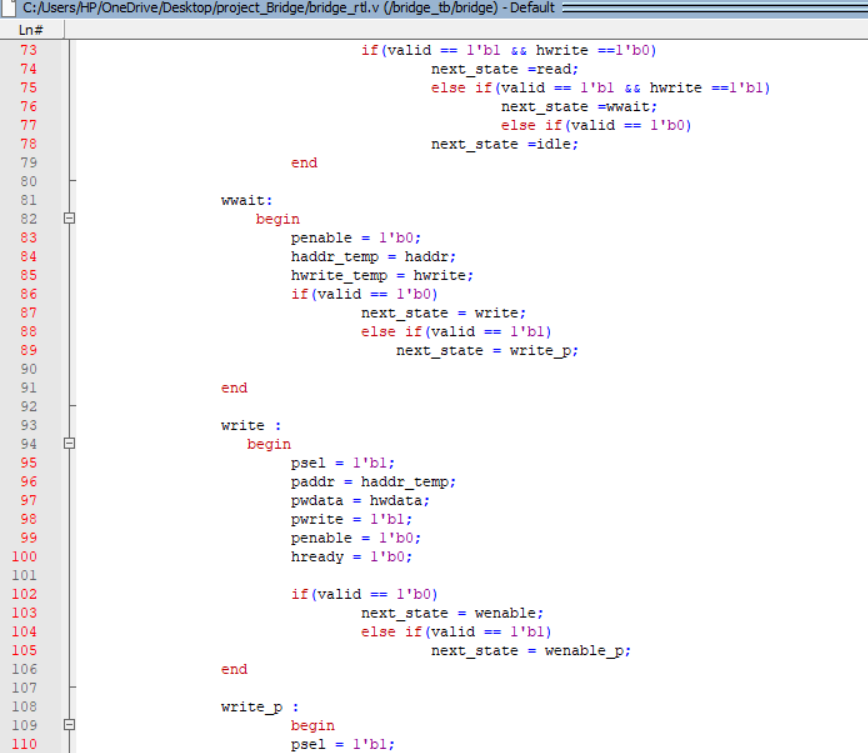 C:/Users/HP/OneDrive/Desktop/project_Bridge/bridge_rtl.v (/bridge_tb/bridge) - Default
Ln#
73 if(valid == 1'b1 && hwrite ==1'b0)
74 next_state =read;
75 else if(valid == 1'b1 && hwrite ==1'b1)
76 next_state =wwait;
77 else if(valid == 1'b0)
78 next_state =idle;
79 end
80
81 wwait:
82 begin
83 penable = 1'b0;
84 haddr_temp = haddr;
85 hwrite_temp = hwrite;
86 if(valid == 1'b0)
87 next_state = write;
88 else if(valid == 1'b1)
89 next_state = write_p;
90
91 end
92
93 write :
94 begin
95 psel = 1'b1;
96 paddr = haddr_temp;
97 pwdata = hwdata;
98 pwrite = 1'b1;
99 penable = 1'b0;
100 hready = 1'b0;
101
102 if(valid == 1'b0)
103 next_state = wenable;
104 else if(valid == 1'b1)
105 next_state = wenable_p;
106 end
107
108 write_p :
109 begin
110 psel = 1'b1;